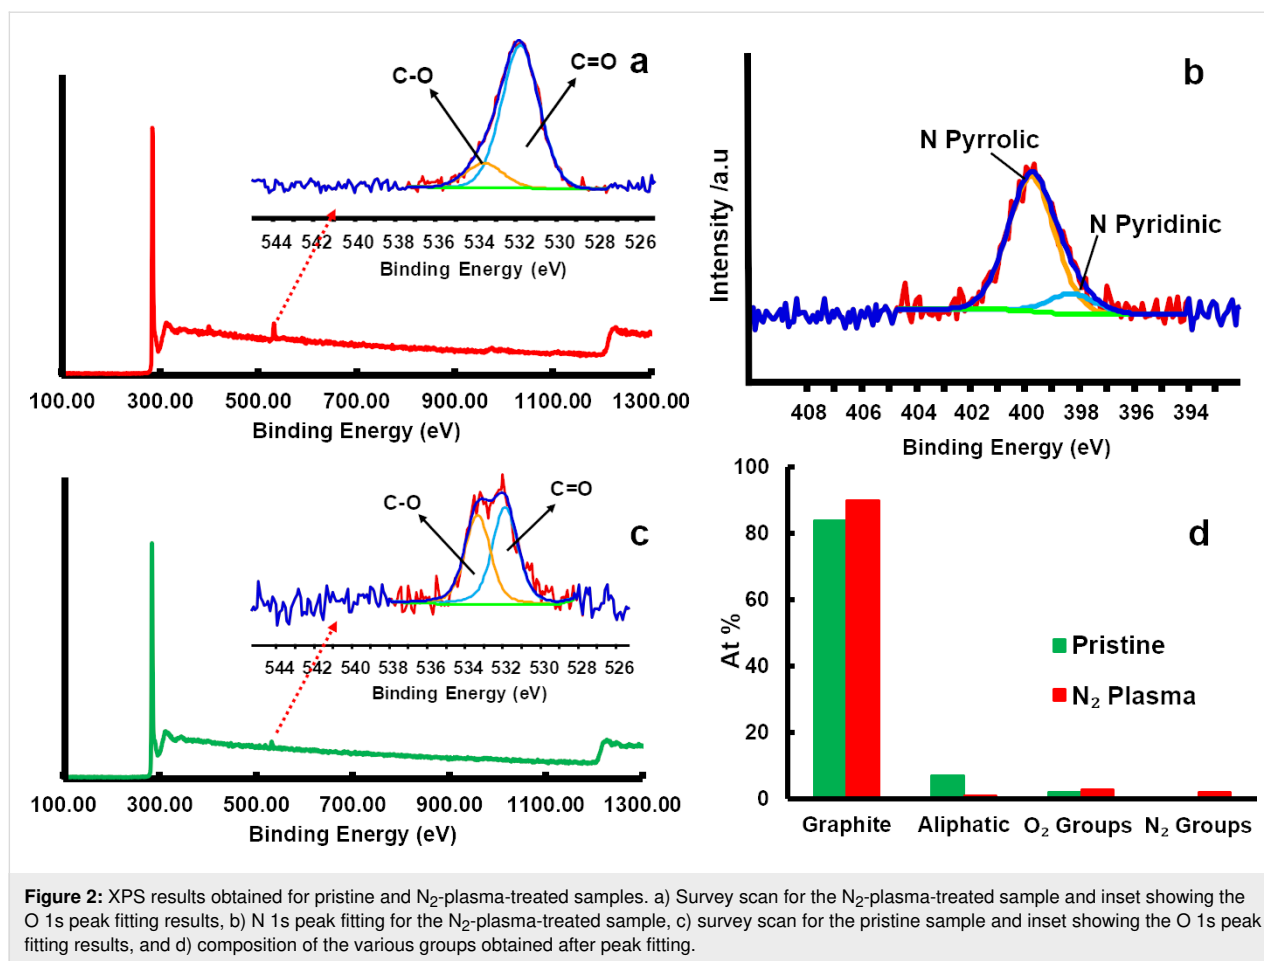 a
C-O
C=O
544 542 540 538 536 534 532 530 528 526
Binding Energy (eV)
100.00 300.00 500.00 700.00 900.00 1100.00 1300.00
Binding Energy (eV)
b
N Pyrrolic
N Pyridinic
Intensity /a.u
408 406 404 402 400 398 396 394
Binding Energy (eV)
c
C-O
C=O
544 542 540 538 536 534 532 530 528 526
Binding Energy (eV)
100.00 300.00 500.00 700.00 900.00 1100.00 1300.00
Binding Energy (eV)
d
100
80
60
40
20
0
At %
Pristine
N₂ Plasma
Graphite Aliphatic O₂ Groups N₂ Groups
Figure 2: XPS results obtained for pristine and N₂-plasma-treated samples. a) Survey scan for the N₂-plasma-treated sample and inset showing the
O 1s peak fitting results, b) N 1s peak fitting for the N₂-plasma-treated sample, c) survey scan for the pristine sample and inset showing the O 1s peak
fitting results, and d) composition of the various groups obtained after peak fitting.